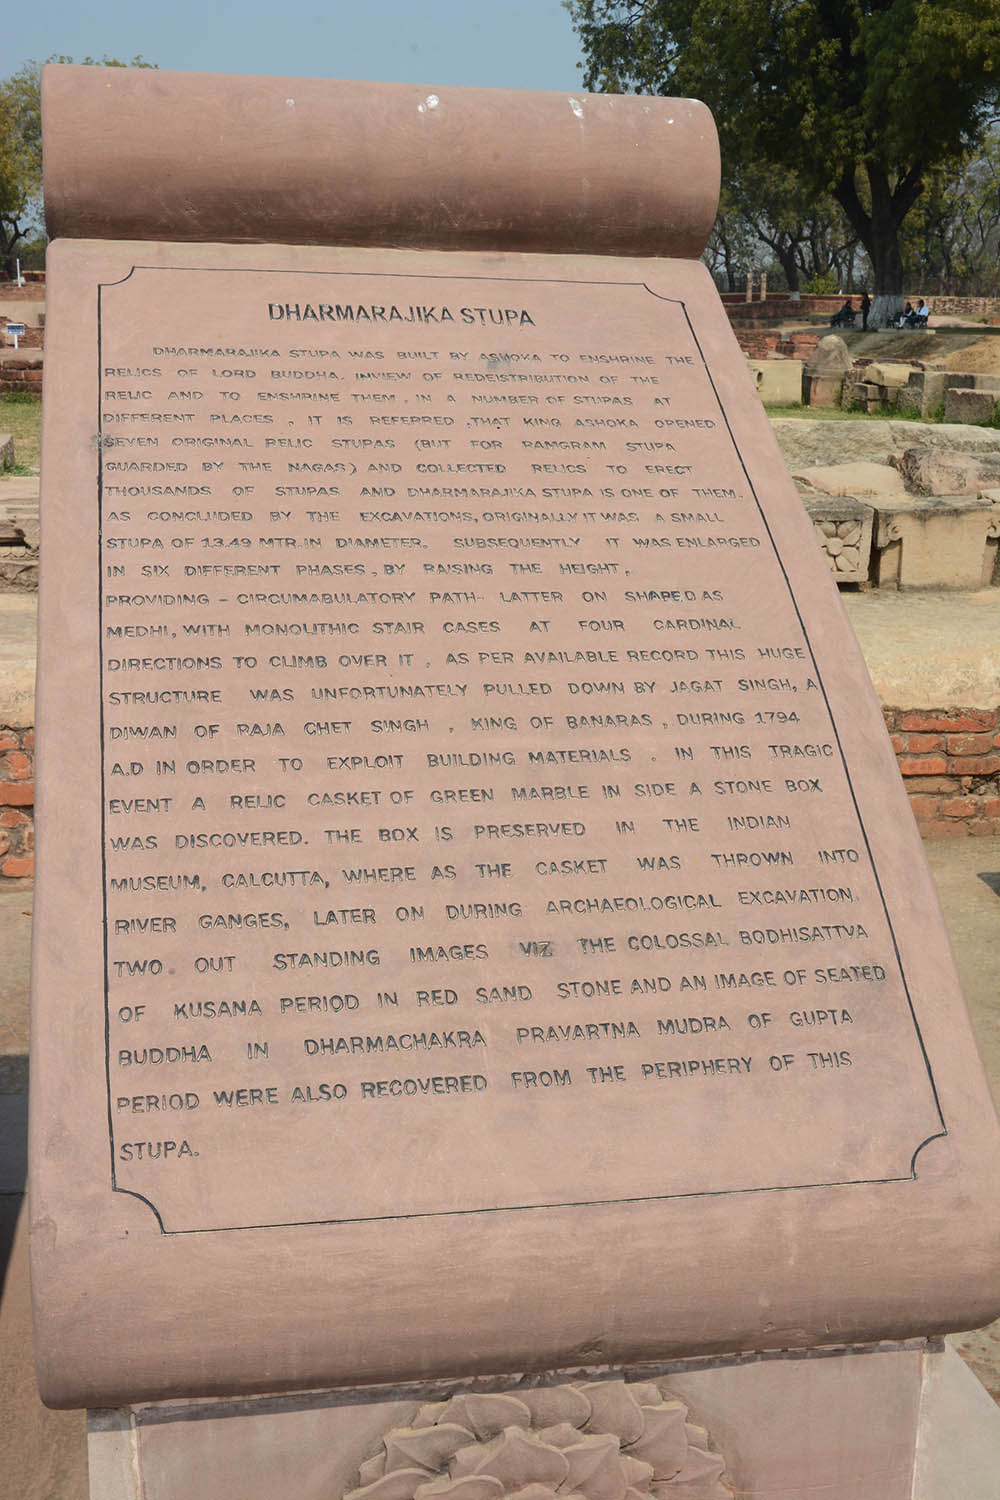 DHARMARAJIKA STUPA
DHARMARAJIKA STUPA WAS BUILT BY ASHOKA TO ENSHRINE THE
RELICS OF LORD BUDDHA. INVIEW OF REDEISTRIBUTION OF THE
RELIC AND TO ENSHRINE THEM, IN A NUMBER OF STUPAS AT
DIFFERENT PLACES, IT IS REFERRED, THAT KING ASHOKA OPENED
SEVEN ORIGINAL RELIC STUPAS (BUT FOR RAMGRAM STUPA
GUARDED BY THE NAGAS) AND COLLECTED RELICS TO ERECT
THOUSANDS OF STUPAS AND DHARMARAJIKA STUPA IS ONE OF THEM.
AS CONCLUDED BY THE EXCAVATIONS, ORIGINALLY IT WAS A SMALL
STUPA OF 13.49 MTR. IN DIAMETER. SUBSEQUENTLY IT WAS ENLARGED
IN SIX DIFFERENT PHASES, BY RAISING THE HEIGHT,
PROVIDING - CIRCUMABULATORY PATH- LATTER ON SHAPED AS
MEDHI, WITH MONOLITHIC STAIR CASES AT FOUR CARDINAL
DIRECTIONS TO CLIMB OVER IT, AS PER AVAILABLE RECORD THIS HUGE
STRUCTURE WAS UNFORTUNATELY PULLED DOWN BY JAGAT SINGH, A
DIWAN OF RAJA CHET SINGH, KING OF BANARAS, DURING 1794
A.D IN ORDER TO EXPLOIT BUILDING MATERIALS. IN THIS TRAGIC
EVENT A RELIC CASKET OF GREEN MARBLE IN SIDE A STONE BOX
WAS DISCOVERED. THE BOX IS PRESERVED IN THE INDIAN
MUSEUM, CALCUTTA, WHERE AS THE CASKET WAS THROWN INTO
RIVER GANGES, LATER ON DURING ARCHAEOLOGICAL EXCAVATION,
TWO OUT STANDING IMAGES VIZ THE COLOSSAL BODHISATTVA
OF KUSANA PERIOD IN RED SAND STONE AND AN IMAGE OF SEATED
BUDDHA IN DHARMACHAKRA PRAVARTNA MUDRA OF GUPTA
PERIOD WERE ALSO RECOVERED FROM THE PERIPHERY OF THIS
STUPA.